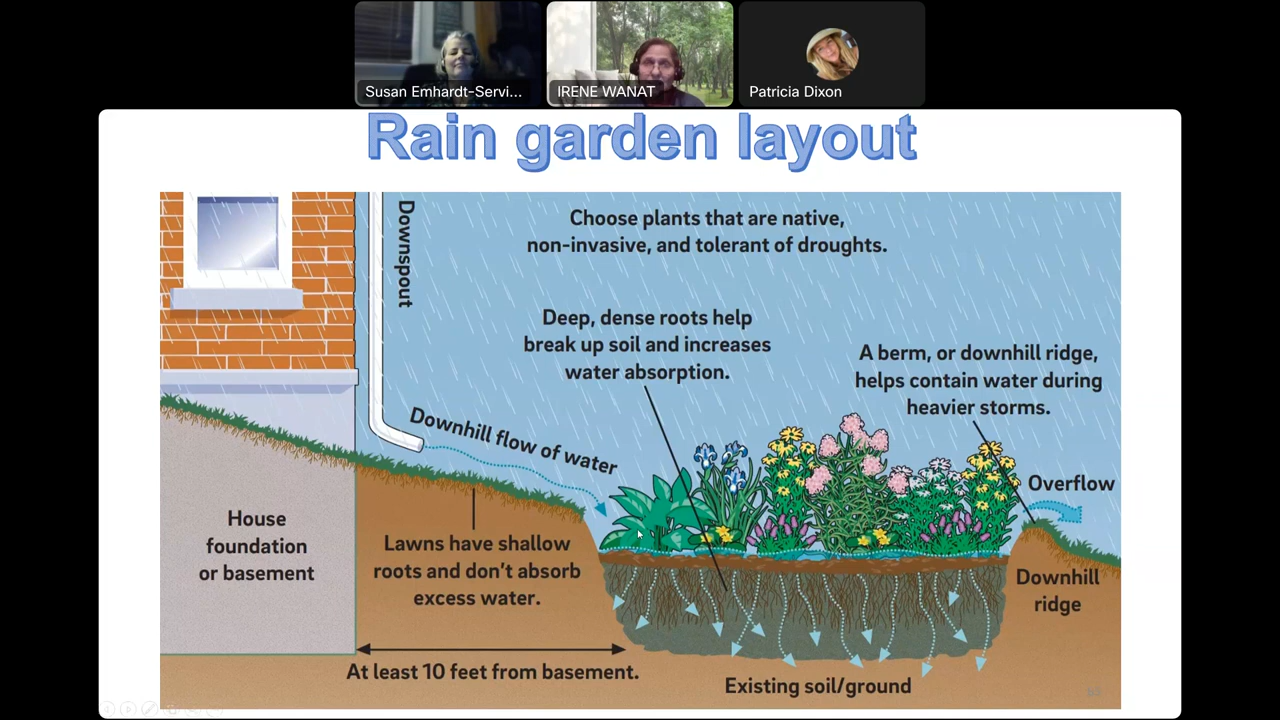 Susan Emhardt-Servi...
IRENE WANAT
Patricia Dixon
Rain garden layout
Downspout
Choose plants that are native,
non-invasive, and tolerant of droughts.
Deep, dense roots help
break up soil and increases
water absorption.
A berm, or downhill ridge,
helps contain water during
heavier storms.
Downhill flow of water
Overflow
House
foundation
or basement
Lawns have shallow
roots and don't absorb
excess water.
Downhill
ridge
At least 10 feet from basement.
Existing soil/ground